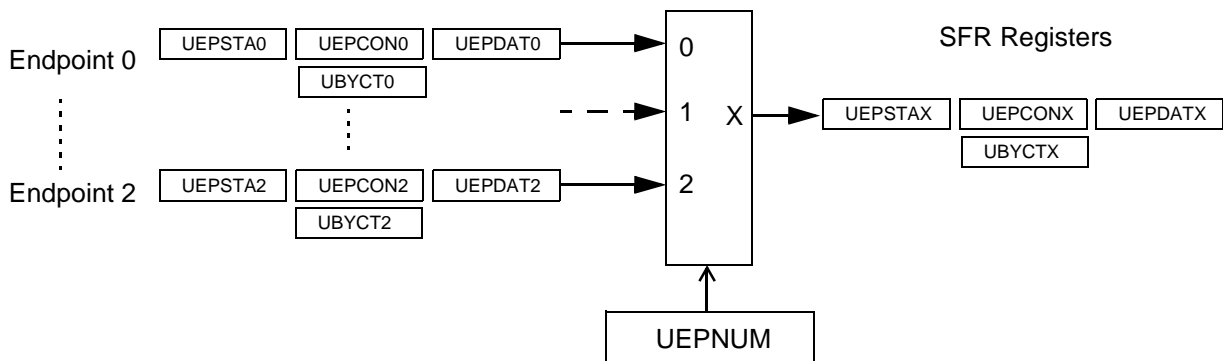 Endpoint 0 UEPSTA0 UEPCON0 UEPDAT0 0 SFR Registers
UBYCT0
1 X UEPSTAX UEPCONX UEPDATX
UBYCTX
Endpoint 2 UEPSTA2 UEPCON2 UEPDAT2 2
UBYCT2
UEPNUM